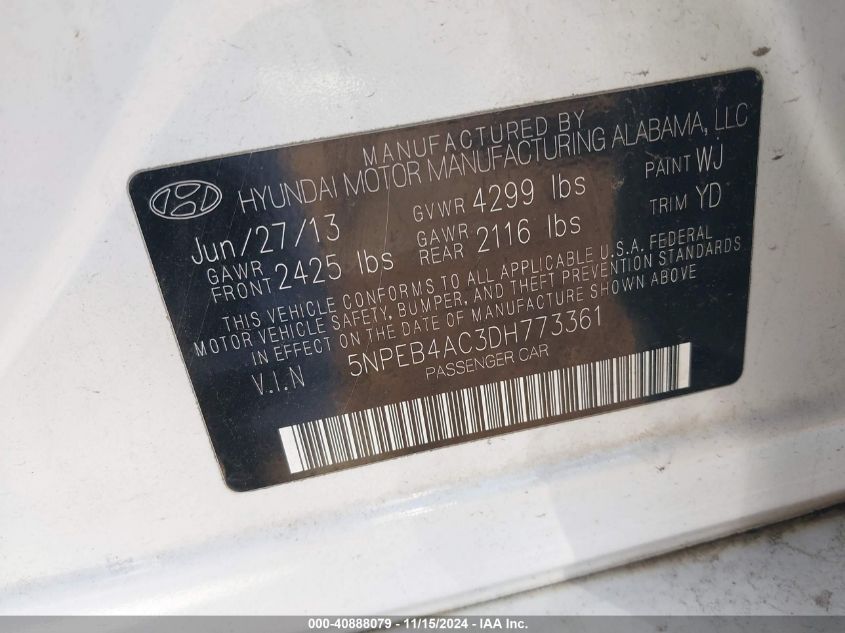 MANUFACTURED BY
HYUNDAI MOTOR MANUFACTURING ALABAMA, LLC
Jun/27/13 GVWR 4299 lbs PAINT WJ
GAWR FRONT 2425 lbs GAWR REAR 2116 lbs TRIM YD
THIS VEHICLE CONFORMS TO ALL APPLICABLE U.S.A. FEDERAL
MOTOR VEHICLE SAFETY, BUMPER, AND THEFT PREVENTION STANDARDS
IN EFFECT ON THE DATE OF MANUFACTURE SHOWN ABOVE
V.I.N 5NPEB4AC3DH773361
PASSENGER CAR
000-40888079 - 11/15/2024 - IAA Inc.